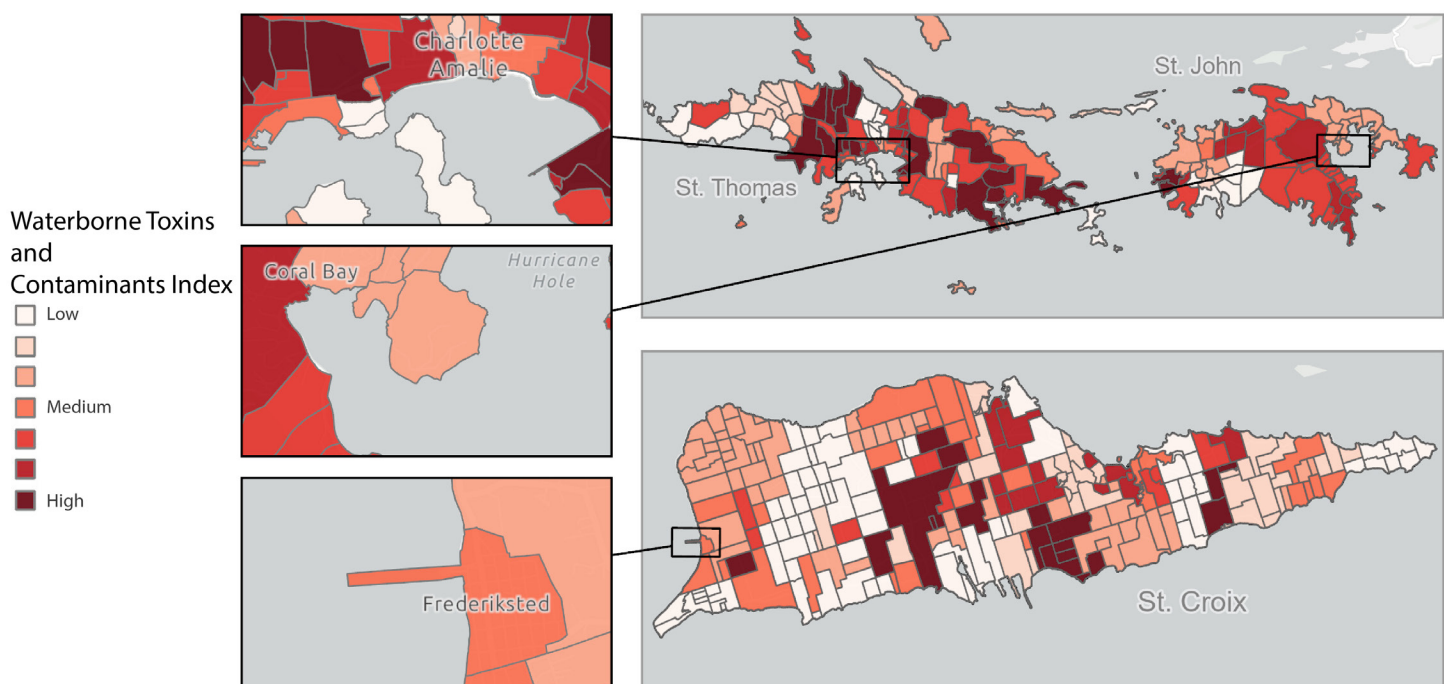 Waterborne Toxins
and
Contaminants Index
Low
Medium
High
Charlotte
Amalie
Coral Bay
Hurricane
Hole
Frederiksted
St. John
St. Thomas
St. Croix